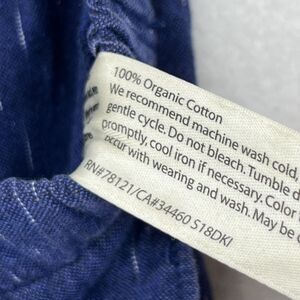 100% Organic Cotton
We recommend machine wash cold,
gentle cycle. Do not bleach. Tumble d
promptly, cool iron if necessary. Color
occur with wearing and wash. May be
RN#78121/CA#34460 S18DKI